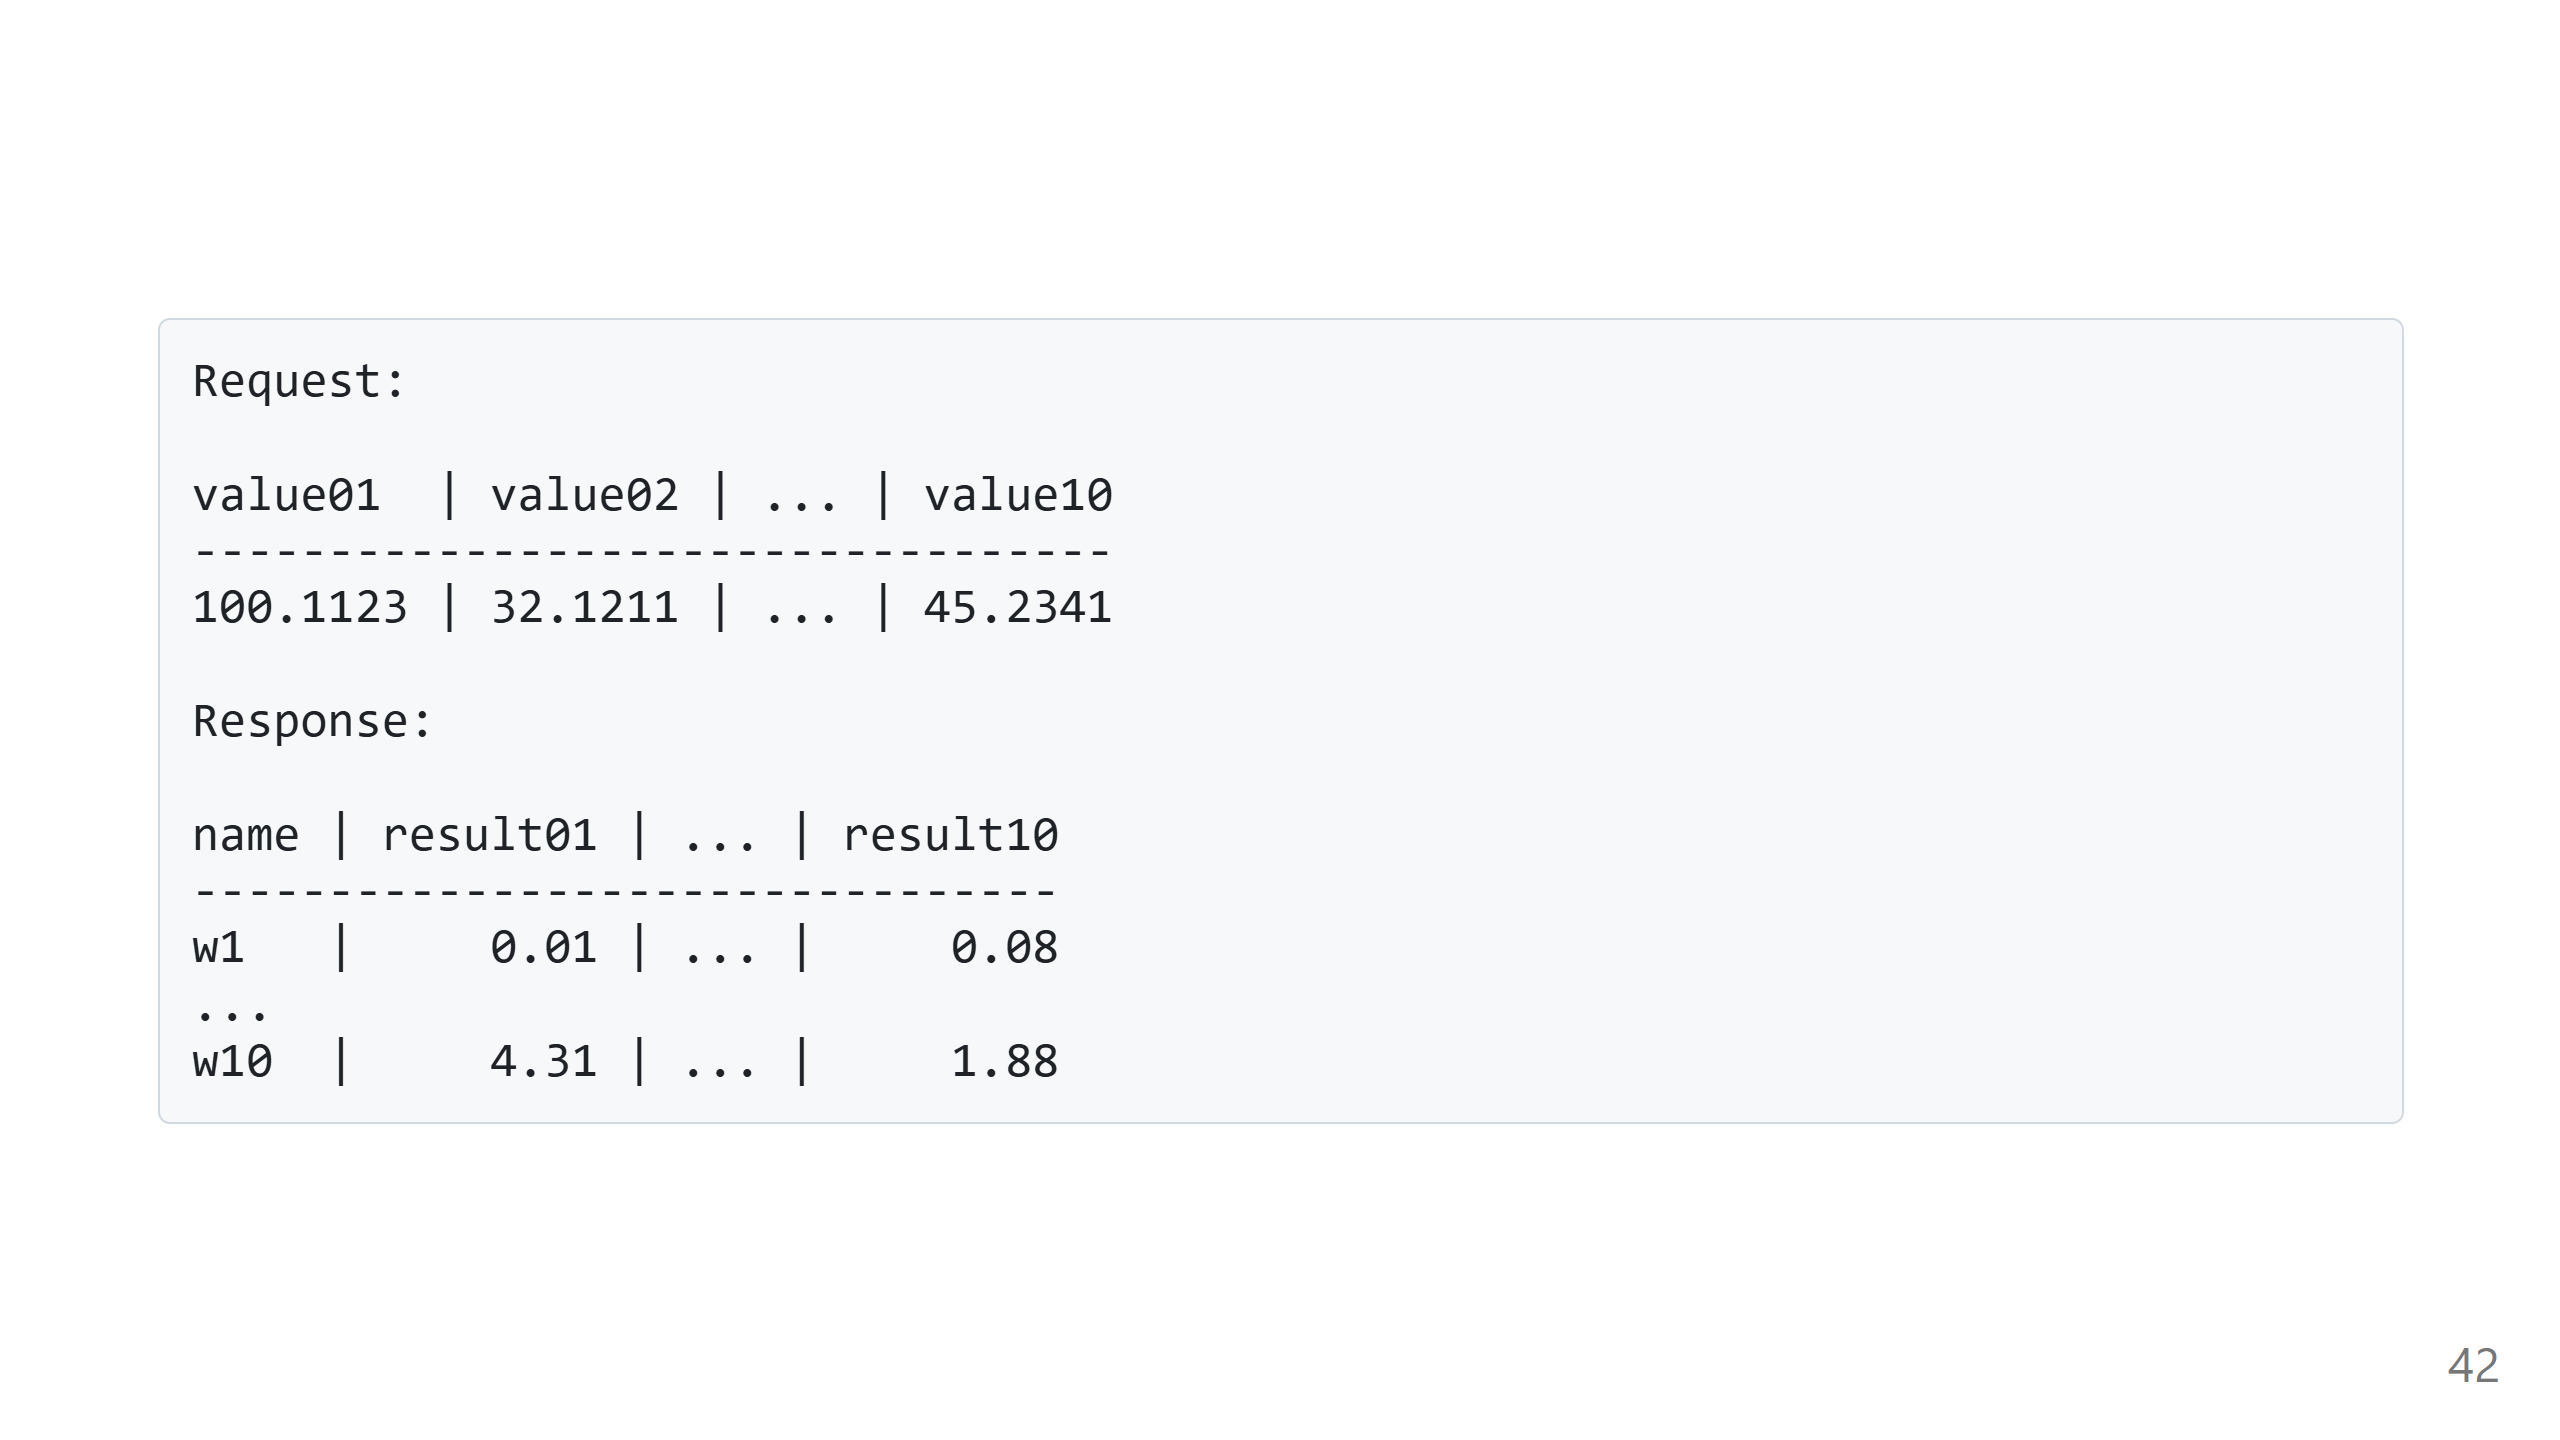 Request:
value01  | value02 | ... | value10
----------------------------------
100.1123 | 32.1211 | ... | 45.2341
Response:
name | result01 | ... | result10
--------------------------------
w1   |     0.01 | ... |     0.08
...
w10  |     4.31 | ... |     1.88
42